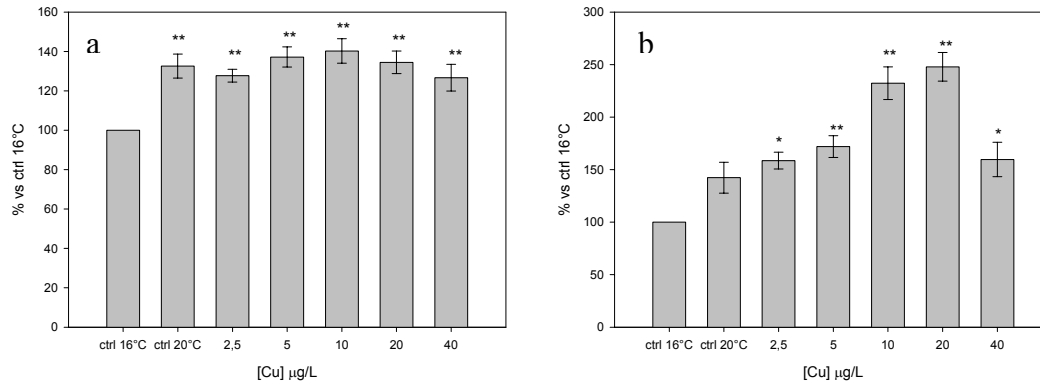 a
% vs ctrl 16°C
160
140
120
100
80
60
40
20
0
** ** ** ** ** **
ctrl 16°C ctrl 20°C 2,5 5 10 20 40
[Cu] μg/L
b
% vs ctrl 16°C
300
250
200
150
100
50
0
* ** ** ** *
ctrl 16°C ctrl 20°C 2,5 5 10 20 40
[Cu] μg/L